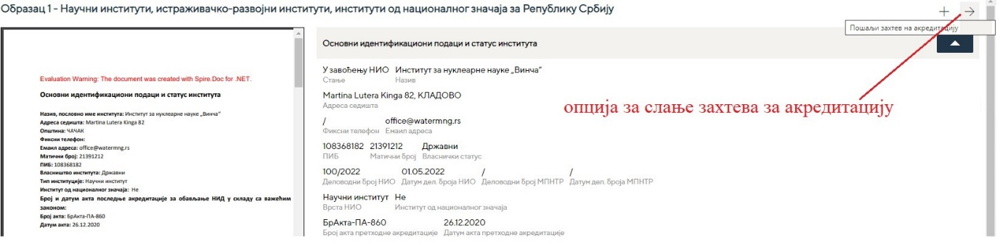 Образац 1 - Научни институти, истраживачко-развојни институти, институти од националног значаја за Републику Србију
Пошаљи захтев на акредитацију
Evaluation Warning: The document was created with Spire.Doc for .NET.
Основни идентификациони подаци и статус института
Назив, пословно име института: Институт за нуклеарне науке „Винча“
Адреса седишта: Martina Lutera Kinga 82
Општина: ЧАЧАК
Фиксни телефон:
Емаил адреса: office@watermng.rs
Матични број: 21391212
ПИБ: 108368182
Власништво института: Државни
Тип институције: Научни институт
Институт од националног значаја: Не
Број и датум акта последње акредитације за обављање НИД у складу са важећим
законом:
Број акта: БрАкта-ПА-860
Датум акта: 26.12.2020
Основни идентификациони подаци и статус института
У завођењу НИО Институт за нуклеарне науке „Винча“
Стање Назив
Martina Lutera Kinga 82, КЛАДОВО
Адреса седишта
/ office@watermng.rs
Фиксни телефон Емаил адреса
108368182 21391212 Државни
ПИБ Матични број Власнички статус
100/2022 01.05.2022 / /
Деловодни број НИО Датум дел. броја НИО Деловодни број МПНТР Датум дел. броја МПНТР
Научни институт Не
Врста НИО Институт од националног значаја
БрАкта-ПА-860 26.12.2020
Број акта претходне акредитације Датум акта претходне акредитације
опција за слање захтева за акредитацију